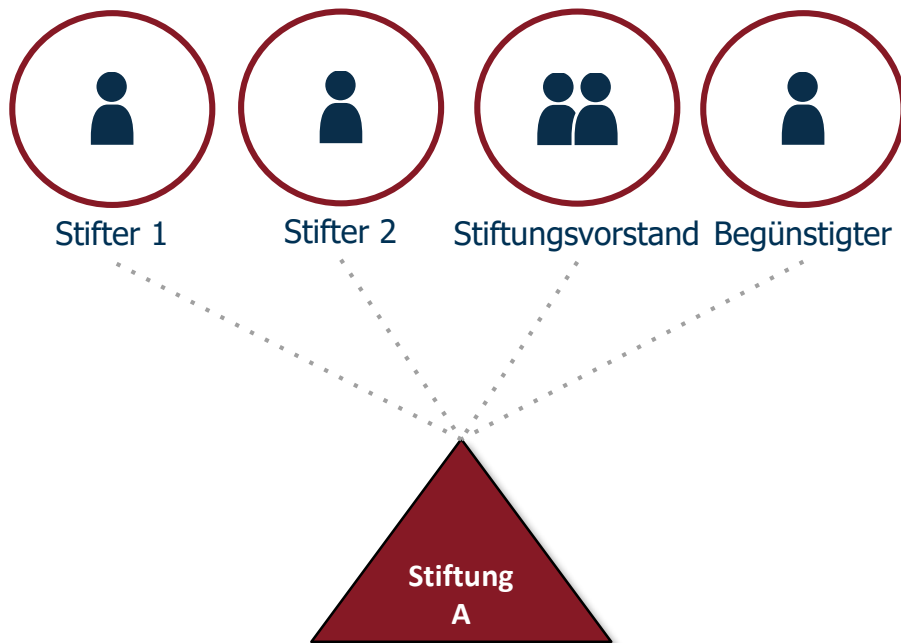 Stifter 1
Stifter 2
Stiftungsvorstand
Begünstigter
Stiftung
A